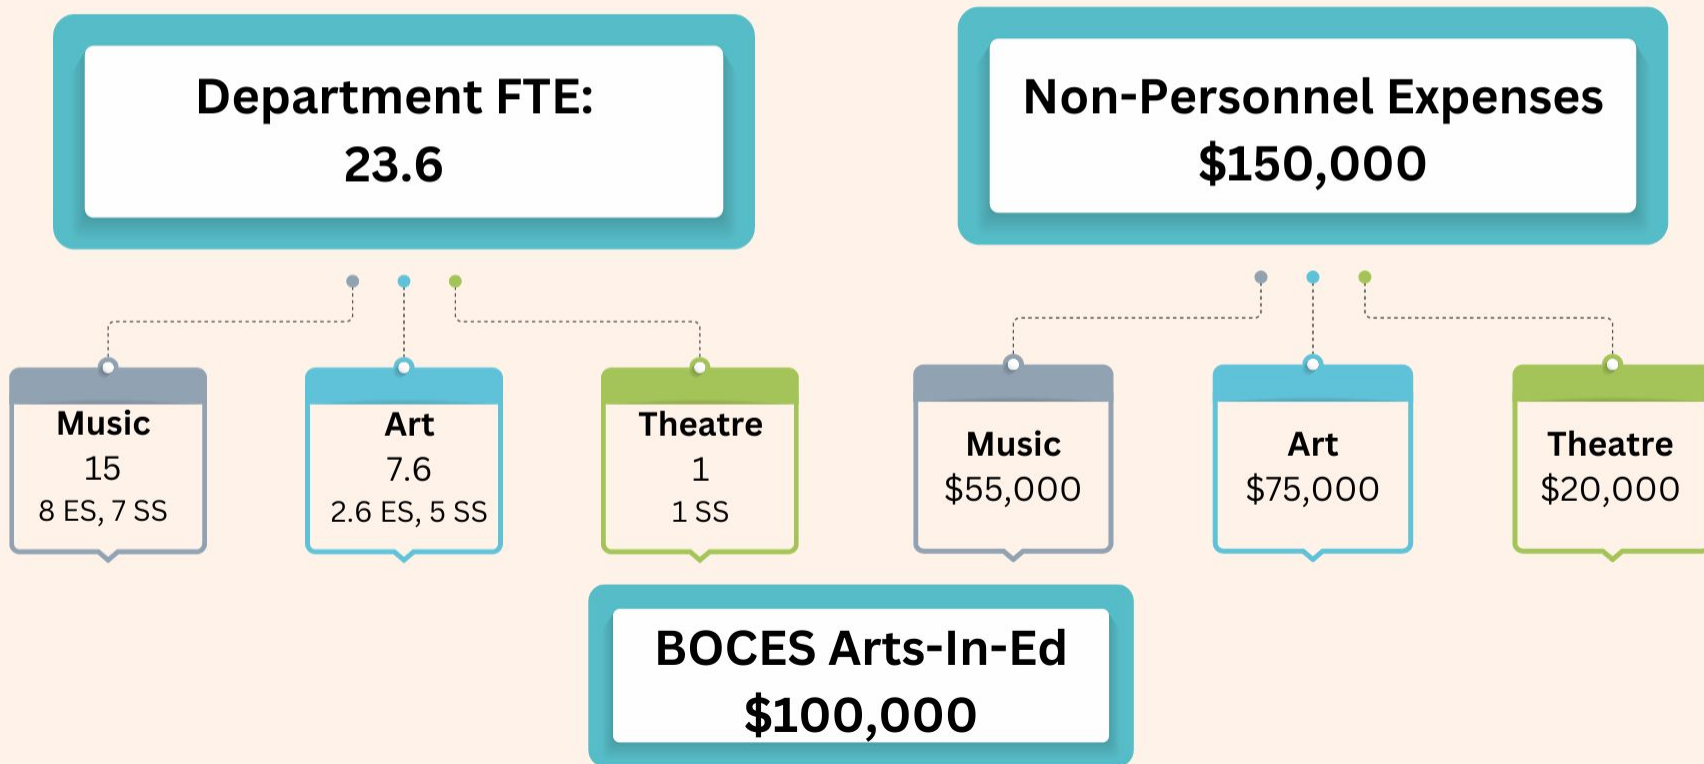 Department FTE:
23.6
Music
15
8 ES, 7 SS
Art
7.6
2.6 ES, 5 SS
Theatre
1
1 SS
Non-Personnel Expenses
$150,000
Music
$55,000
Art
$75,000
Theatre
$20,000
BOCES Arts-In-Ed
$100,000